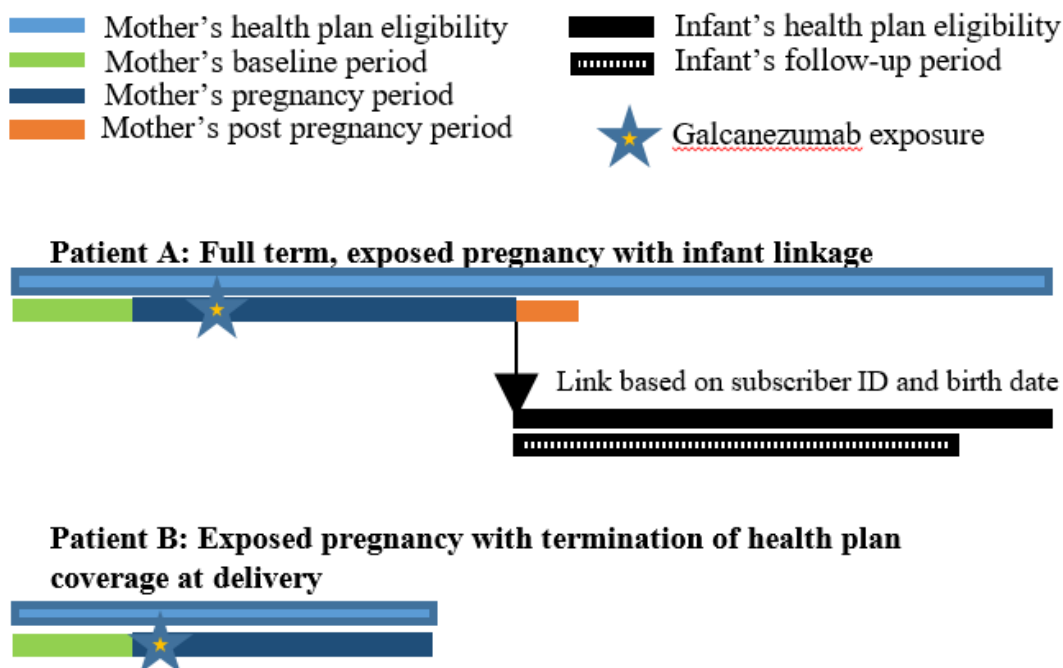 Mother's health plan eligibility
Mother's baseline period
Mother's pregnancy period
Mother's post pregnancy period
Infant's health plan eligibility
Infant's follow-up period
Galcanezumab exposure
Patient A: Full term, exposed pregnancy with infant linkage
Link based on subscriber ID and birth date
Patient B: Exposed pregnancy with termination of health plan
coverage at delivery